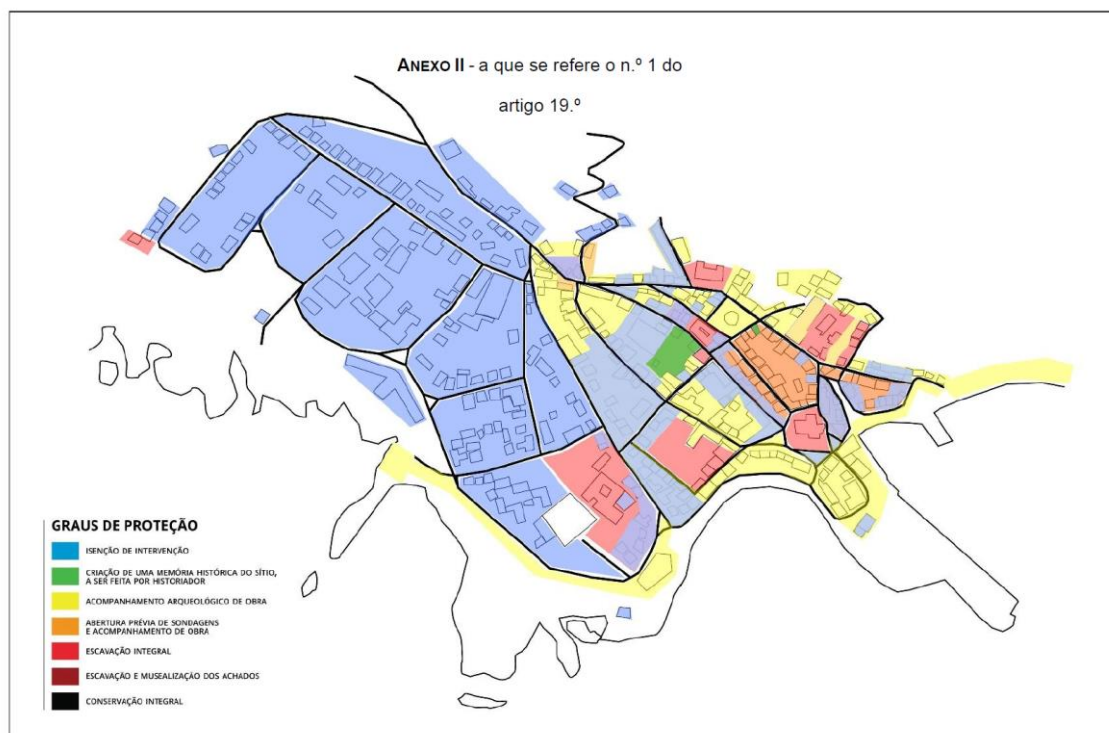 ANEXO II - a que se refere o n.º 1 do
artigo 19.º
GRAUS DE PROTEÇÃO
ISENÇÃO DE INTERVENÇÃO
CRIAÇÃO DE UMA MEMÓRIA HISTÓRICA DO SÍTIO,
A SER FEITA POR HISTORIADOR
ACOMPANHAMENTO ARQUEOLÓGICO DE OBRA
ABERTURA PRÉVIA DE SONDAGENS
E ACOMPANHAMENTO DE OBRA
ESCAVAÇÃO INTEGRAL
ESCAVAÇÃO E MUSEALIZAÇÃO DOS ACHADOS
CONSERVAÇÃO INTEGRAL